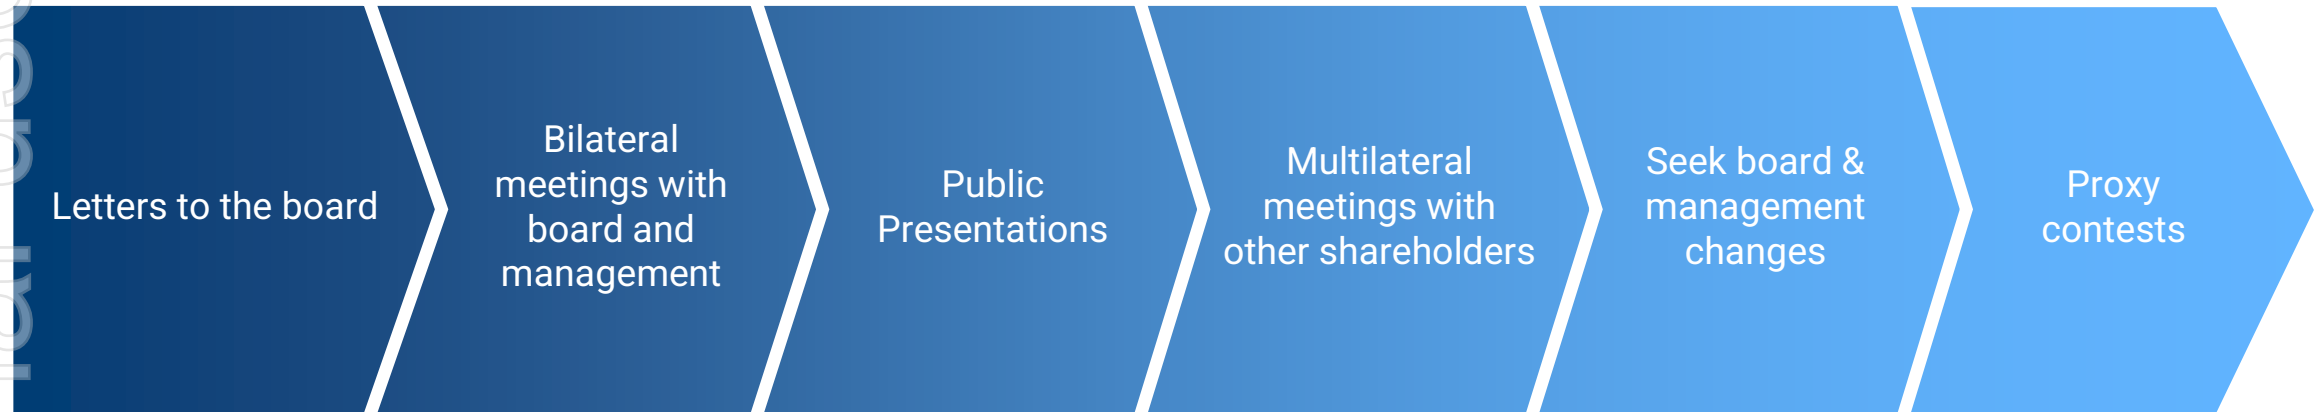 Letters to the board
Bilateral
meetings with
board and
management
Public
Presentations
Multilateral
meetings with
other shareholders
Seek board &
management
changes
Proxy
contests